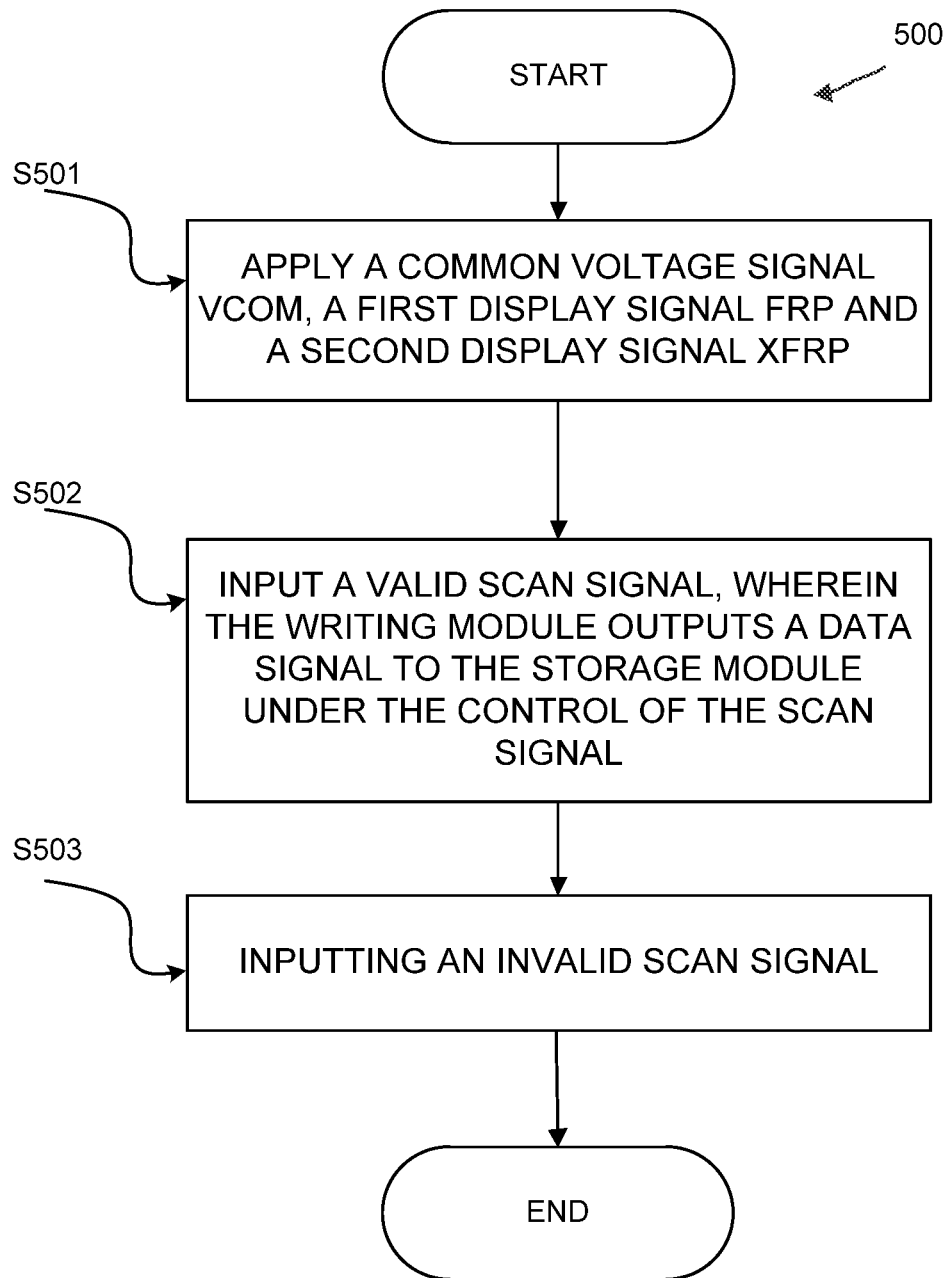 500
START
S501
APPLY A COMMON VOLTAGE SIGNAL
VCOM, A FIRST DISPLAY SIGNAL FRP AND
A SECOND DISPLAY SIGNAL XFRP
S502
INPUT A VALID SCAN SIGNAL, WHEREIN
THE WRITING MODULE OUTPUTS A DATA
SIGNAL TO THE STORAGE MODULE
UNDER THE CONTROL OF THE SCAN
SIGNAL
S503
INPUTTING AN INVALID SCAN SIGNAL
END